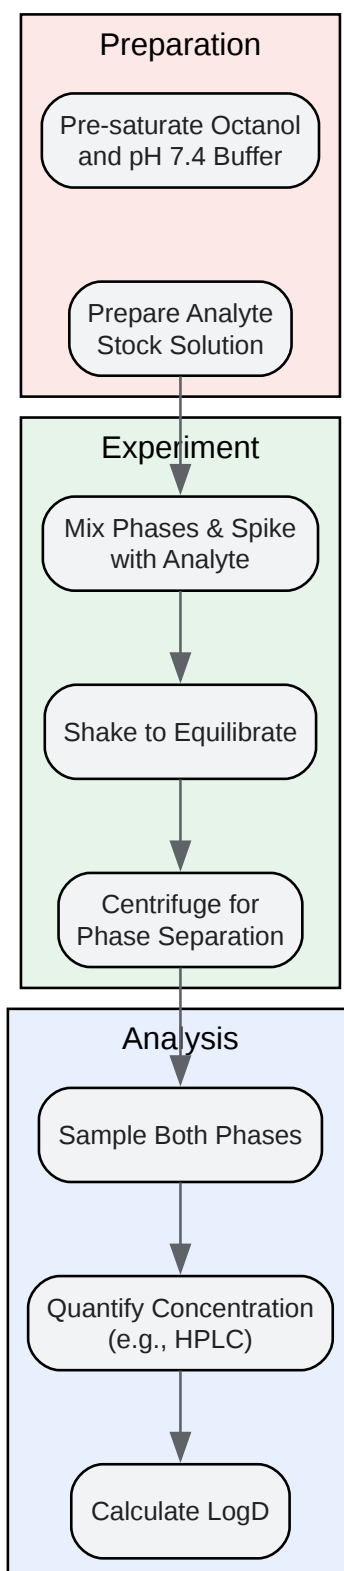 Preparation
Pre-saturate Octanol
and pH 7.4 Buffer
Prepare Analyte
Stock Solution
Experiment
Mix Phases & Spike
with Analyte
Shake to Equilibrate
Centrifuge for
Phase Separation
Analysis
Sample Both Phases
Quantify Concentration
(e.g., HPLC)
Calculate LogD